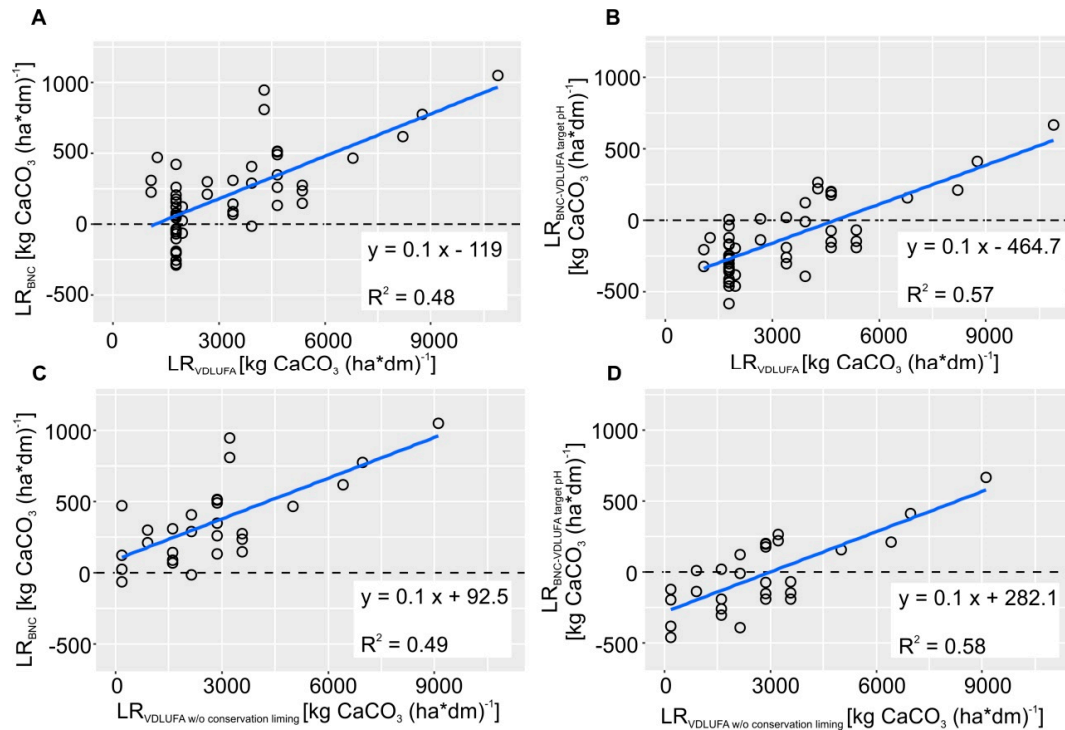 A
LR_BNC [kg CaCO₃ (ha*dm)⁻¹]
1000
500
0
-500
y = 0.1 x - 119
R² = 0.48
0 3000 6000 9000
LR_VDLUFA [kg CaCO₃ (ha*dm)⁻¹]
B
LR_BNC-VDLUFA target pH
[kg CaCO₃ (ha*dm)⁻¹]
1000
500
0
-500
y = 0.1 x - 464.7
R² = 0.57
0 3000 6000 9000
LR_VDLUFA [kg CaCO₃ (ha*dm)⁻¹]
C
LR_BNC [kg CaCO₃ (ha*dm)⁻¹]
1000
500
0
-500
y = 0.1 x + 92.5
R² = 0.49
0 3000 6000 9000
LR_VDLUFA w/o conservation liming [kg CaCO₃ (ha*dm)⁻¹]
D
LR_BNC-VDLUFA target pH
[kg CaCO₃ (ha*dm)⁻¹]
1000
500
0
-500
y = 0.1 x + 282.1
R² = 0.58
0 3000 6000 9000
LR_VDLUFA w/o conservation liming [kg CaCO₃ (ha*dm)⁻¹]